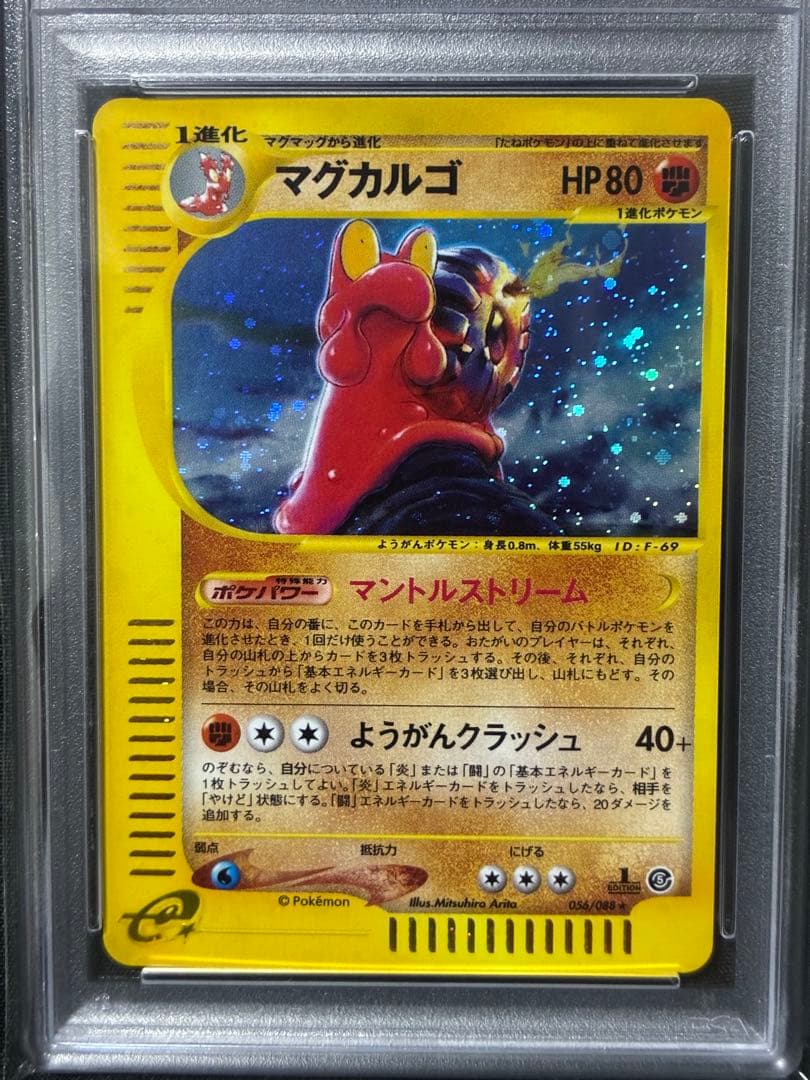 1進化
マグマッグから進化
「たねポケモン」の上に重ねて進化させます
マグカルゴ
HP80
1進化ポケモン
ようがんポケモン：身長0.8m、体重55kg ID:F-69
特殊能力
ポケパワー
マントルストリーム
この力は、自分の番に、このカードを手札から出して、自分のバトルポケモンを
進化させたとき、1回だけ使うことができる。おたがいのプレイヤーは、それぞれ、
自分の山札の上からカードを3枚トラッシュする。その後、それぞれ、自分の
トラッシュから「基本エネルギーカード」を3枚選び出し、山札にもどす。その
場合、その山札をよく切る。
ようがんクラッシュ 40+
のぞむなら、自分についている「炎」または「闘」の「基本エネルギーカード」を
1枚トラッシュしてよい。「炎」エネルギーカードをトラッシュしたなら、相手を
「やけど」状態にする。「闘」エネルギーカードをトラッシュしたなら、20ダメージを
追加する。
弱点 抵抗力 にげる
1
EDITION
5
©Pokémon
Illus.Mitsuhiro Arita
056/088★
e